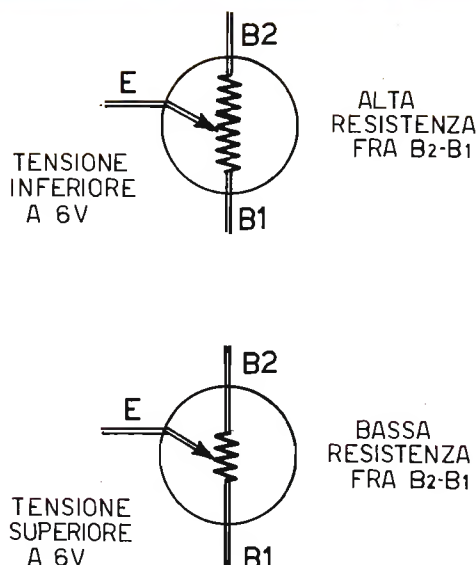 B2
E
ALTA
RESISTENZA
FRA B2-B1
TENSIONE
INFERIORE
A 6V
B1
B2
E
BASSA
RESISTENZA
FRA B2-B1
TENSIONE
SUPERIORE
A 6V
B1